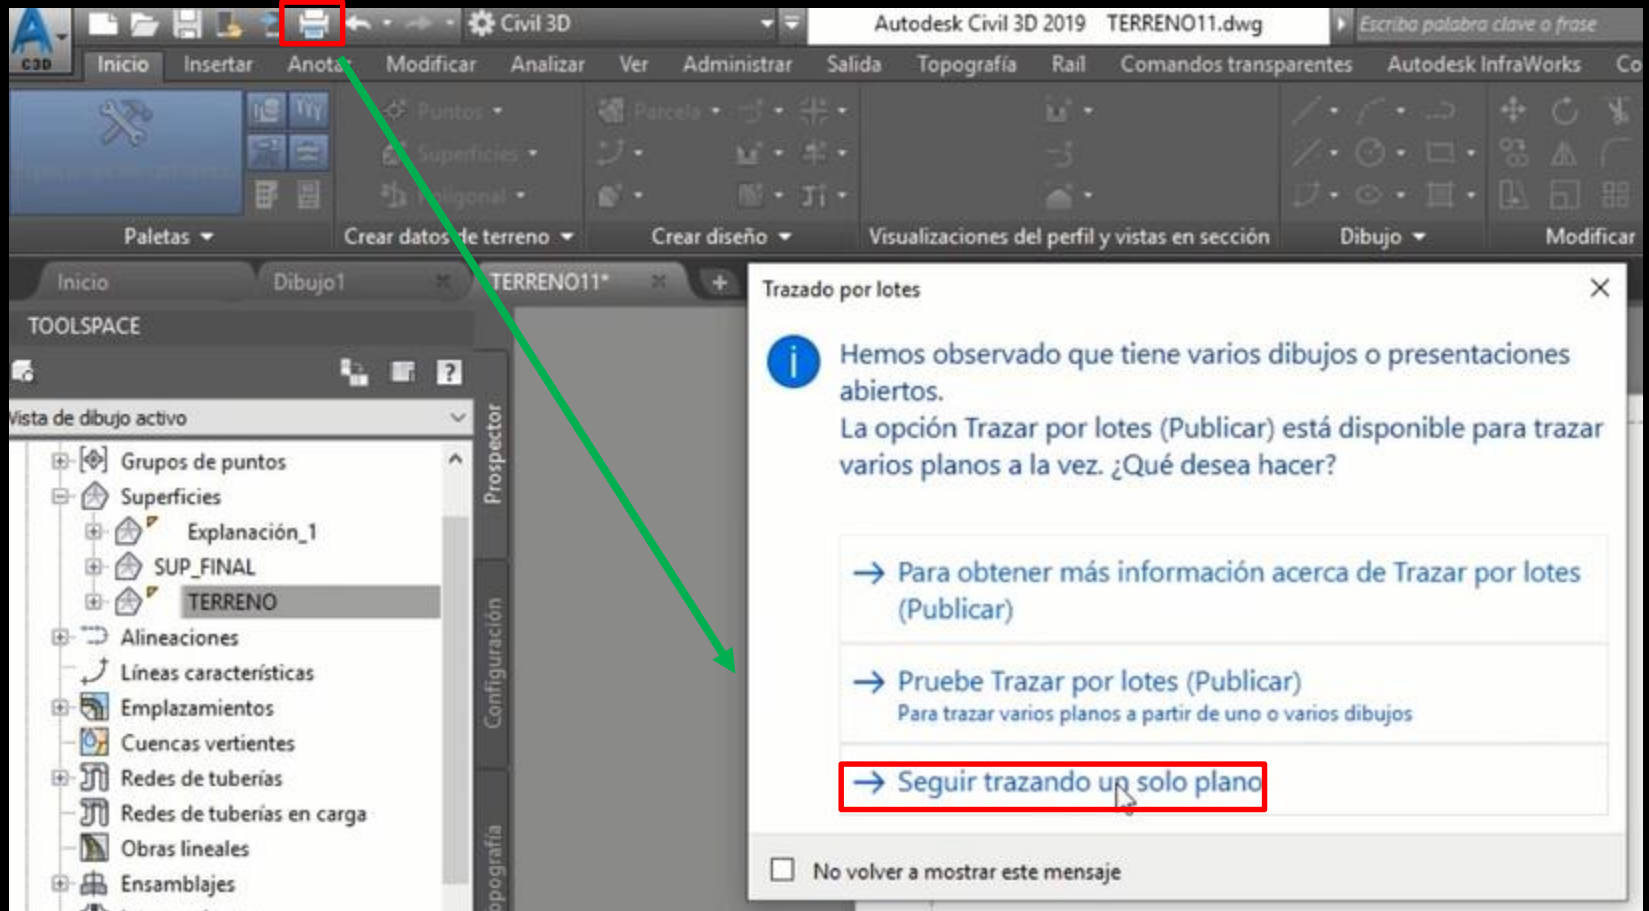 Civil 3D
Autodesk Civil 3D 2019 TERRENO11.dwg
Escriba palabra clave o frase
C3D
Inicio Insertar Anotar Modificar Analizar Ver Administrar Salida Topografía Raíl Comandos transparentes Autodesk InfraWorks Co
Puntos
Parcela
Superficies
Poligonal
Paletas
Crear datos de terreno
Crear diseño
Visualizaciones del perfil y vistas en sección
Dibujo
Modificar
Inicio
Dibujo1
TERRENO11*
TOOLSPACE
Vista de dibujo activo
Grupos de puntos
Superficies
Explanación_1
SUP_FINAL
TERRENO
Alineaciones
Líneas características
Emplazamientos
Cuencas vertientes
Redes de tuberías
Redes de tuberías en carga
Obras lineales
Ensamblajes
Prospector
Configuración
opografía
Trazado por lotes
Hemos observado que tiene varios dibujos o presentaciones
abiertos.
La opción Trazar por lotes (Publicar) está disponible para trazar
varios planos a la vez. ¿Qué desea hacer?
Para obtener más información acerca de Trazar por lotes
(Publicar)
Pruebe Trazar por lotes (Publicar)
Para trazar varios planos a partir de uno o varios dibujos
Seguir trazando un solo plano
No volver a mostrar este mensaje